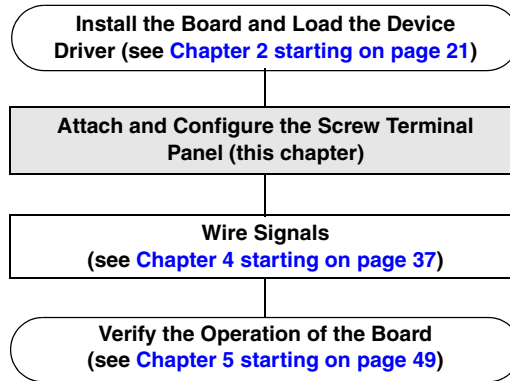 Install the Board and Load the Device
Driver (see Chapter 2 starting on page 21)
Attach and Configure the Screw Terminal
Panel (this chapter)
Wire Signals
(see Chapter 4 starting on page 37)
Verify the Operation of the Board
(see Chapter 5 starting on page 49)